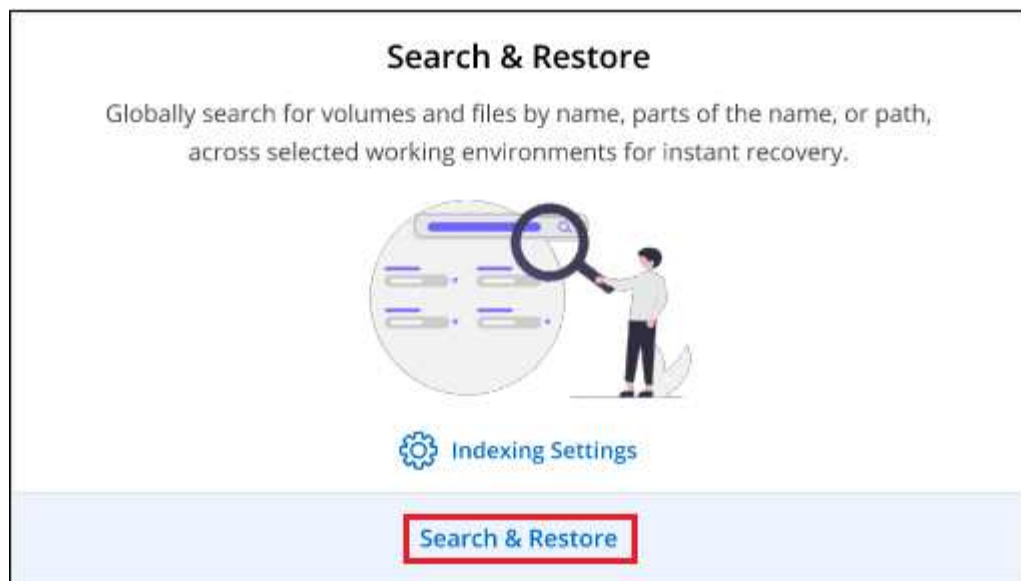 Search & Restore
Globally search for volumes and files by name, parts of the name, or path,
across selected working environments for instant recovery.
Indexing Settings
Search & Restore